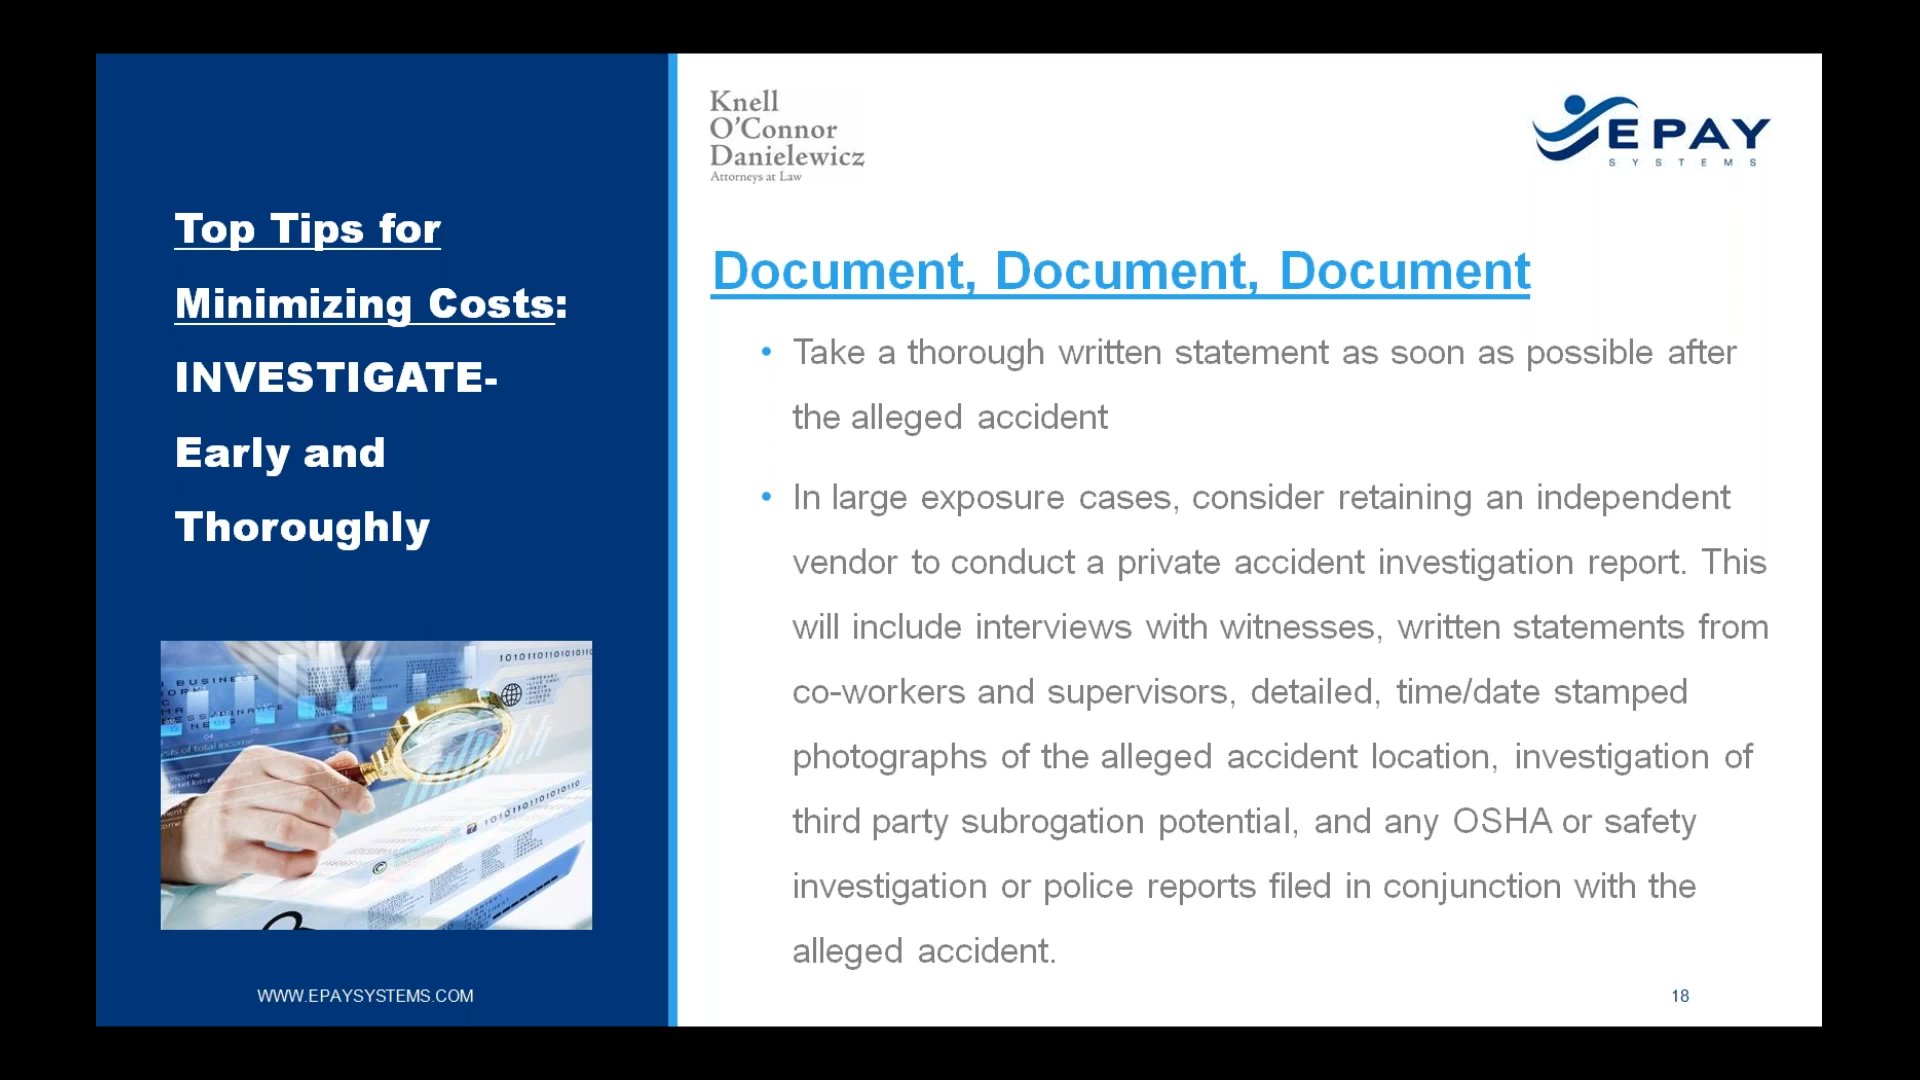 Top Tips for
Minimizing Costs:
INVESTIGATE-
Early and
Thoroughly
WWW.EPAYSYSTEMS.COM
Knell
O'Connor
Danielewicz
Attorneys at Law
EPAY
SYSTEMS
Document, Document, Document
• Take a thorough written statement as soon as possible after
the alleged accident
• In large exposure cases, consider retaining an independent
vendor to conduct a private accident investigation report. This
will include interviews with witnesses, written statements from
co-workers and supervisors, detailed, time/date stamped
photographs of the alleged accident location, investigation of
third party subrogation potential, and any OSHA or safety
investigation or police reports filed in conjunction with the
alleged accident.
18